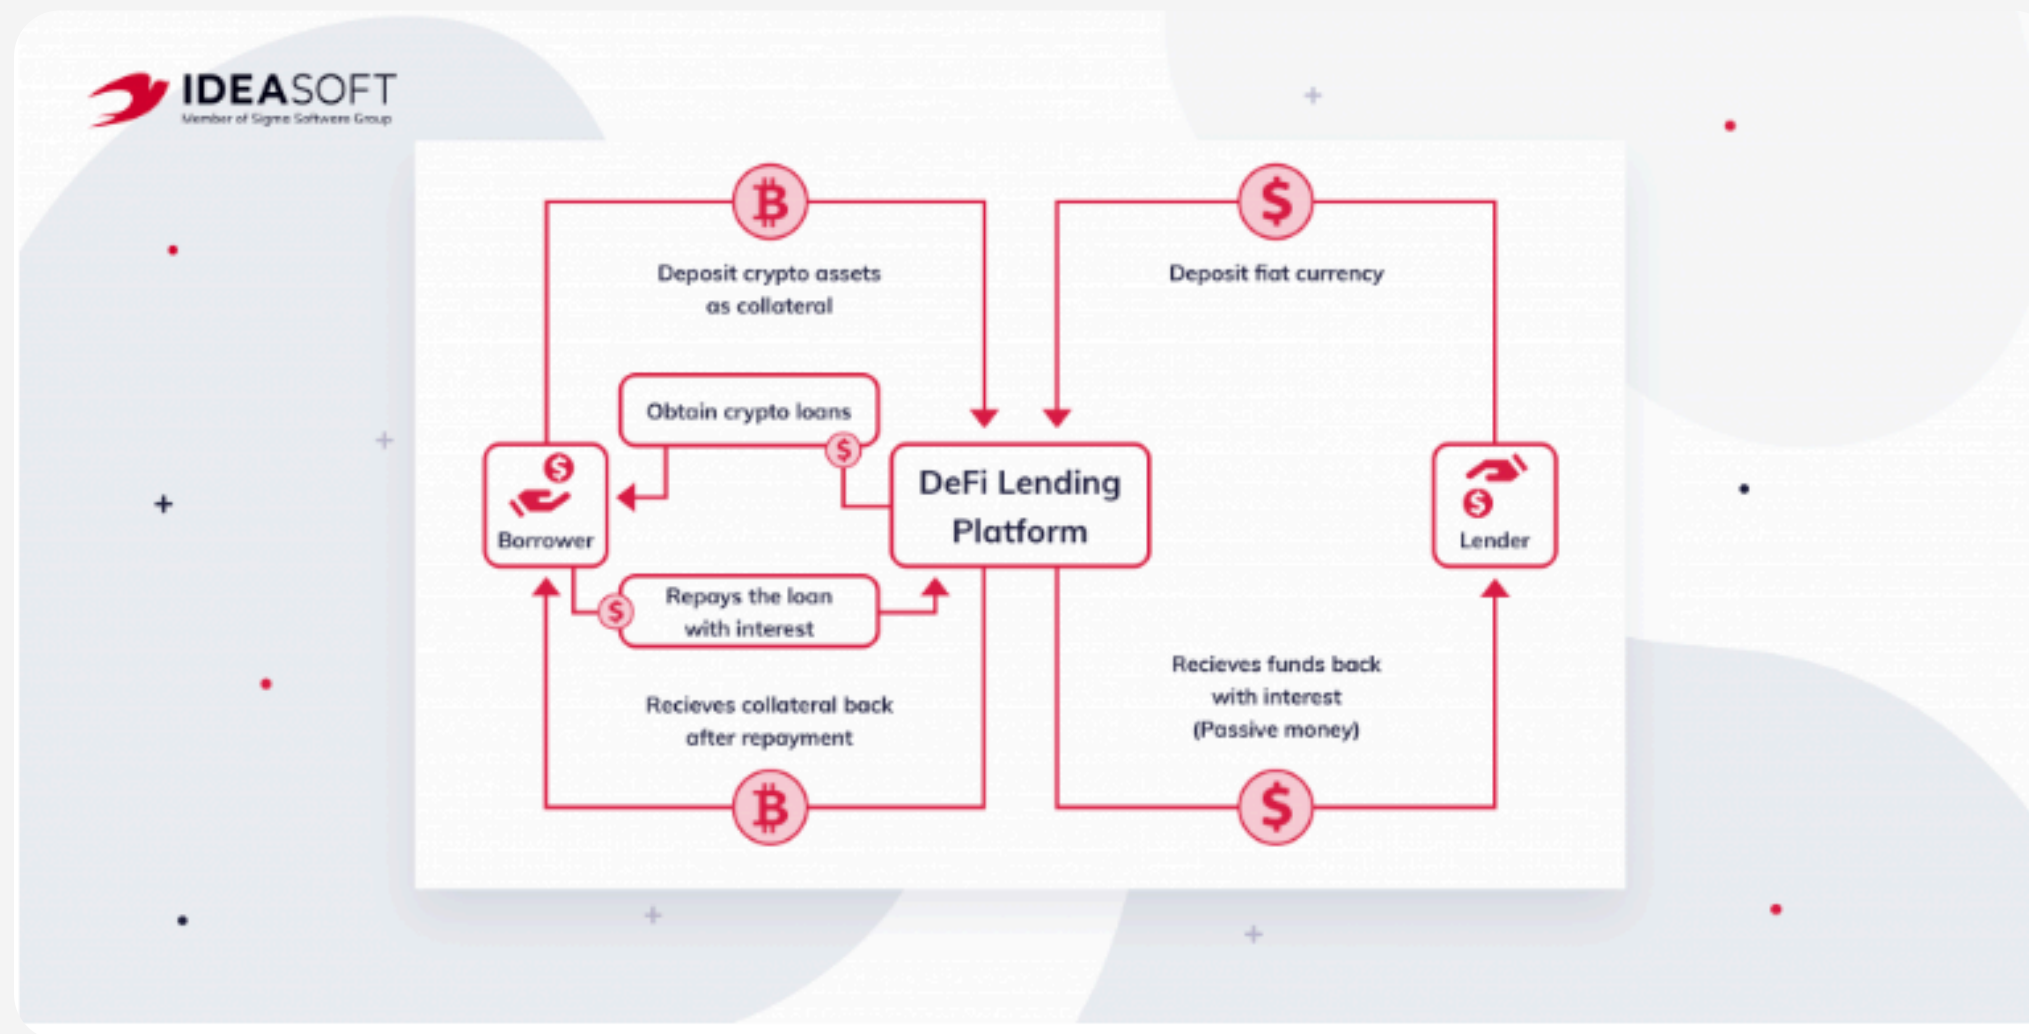 IDEASOFT
Member of Sigma Software Group
Deposit crypto assets
as collateral
Deposit fiat currency
Obtain crypto loans
DeFi Lending
Platform
Borrower
Lender
Repays the loan
with interest
Recieves collateral back
after repayment
Recieves funds back
with interest
(Passive money)